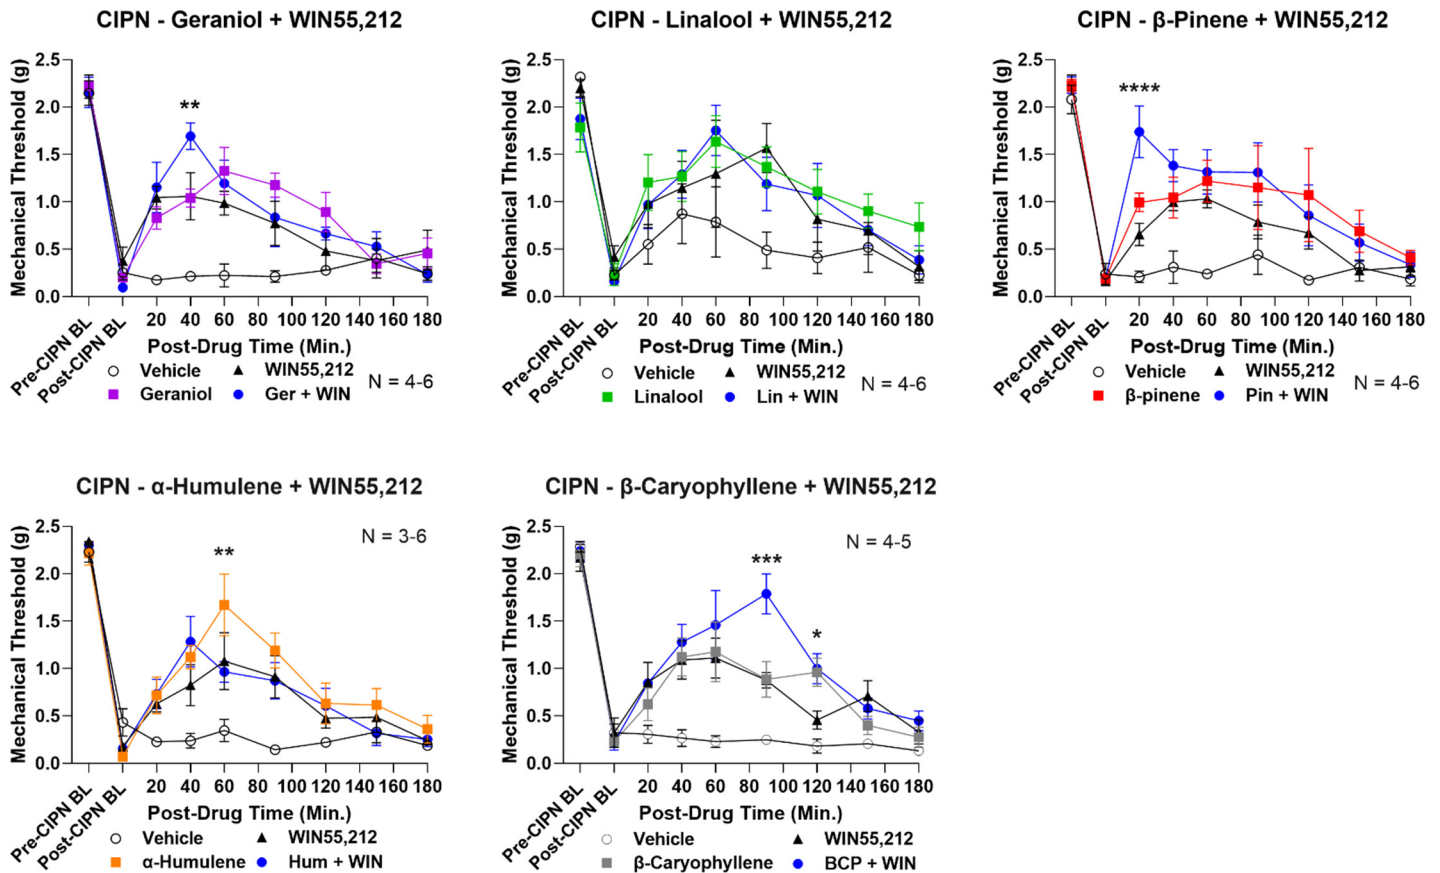 CIPN - Geraniol + WIN55,212
Mechanical Threshold (g)
2.5
2.0
1.5
1.0
0.5
0.0
**
Pre-CIPN BL
Post-CIPN BL
20 40 60 80 100 120 140 160 180
Post-Drug Time (Min.)
Vehicle WIN55,212
Geraniol Ger + WIN
N = 4-6
CIPN - Linalool + WIN55,212
Mechanical Threshold (g)
2.5
2.0
1.5
1.0
0.5
0.0
Pre-CIPN BL
Post-CIPN BL
20 40 60 80 100 120 140 160 180
Post-Drug Time (Min.)
Vehicle WIN55,212
Linalool Lin + WIN
N = 4-6
CIPN - β-Pinene + WIN55,212
Mechanical Threshold (g)
2.5
2.0
1.5
1.0
0.5
0.0
****
Pre-CIPN BL
Post-CIPN BL
20 40 60 80 100 120 140 160 180
Post-Drug Time (Min.)
Vehicle WIN55,212
β-pinene Pin + WIN
N = 4-6
CIPN - α-Humulene + WIN55,212
N = 3-6
Mechanical Threshold (g)
2.5
2.0
1.5
1.0
0.5
0.0
**
Pre-CIPN BL
Post-CIPN BL
20 40 60 80 100 120 140 160 180
Post-Drug Time (Min.)
Vehicle WIN55,212
α-Humulene Hum + WIN
CIPN - β-Caryophyllene + WIN55,212
N = 4-5
Mechanical Threshold (g)
2.5
2.0
1.5
1.0
0.5
0.0
***
*
Pre-CIPN BL
Post-CIPN BL
20 40 60 80 100 120 140 160 180
Post-Drug Time (Min.)
Vehicle WIN55,212
β-Caryophyllene BCP + WIN